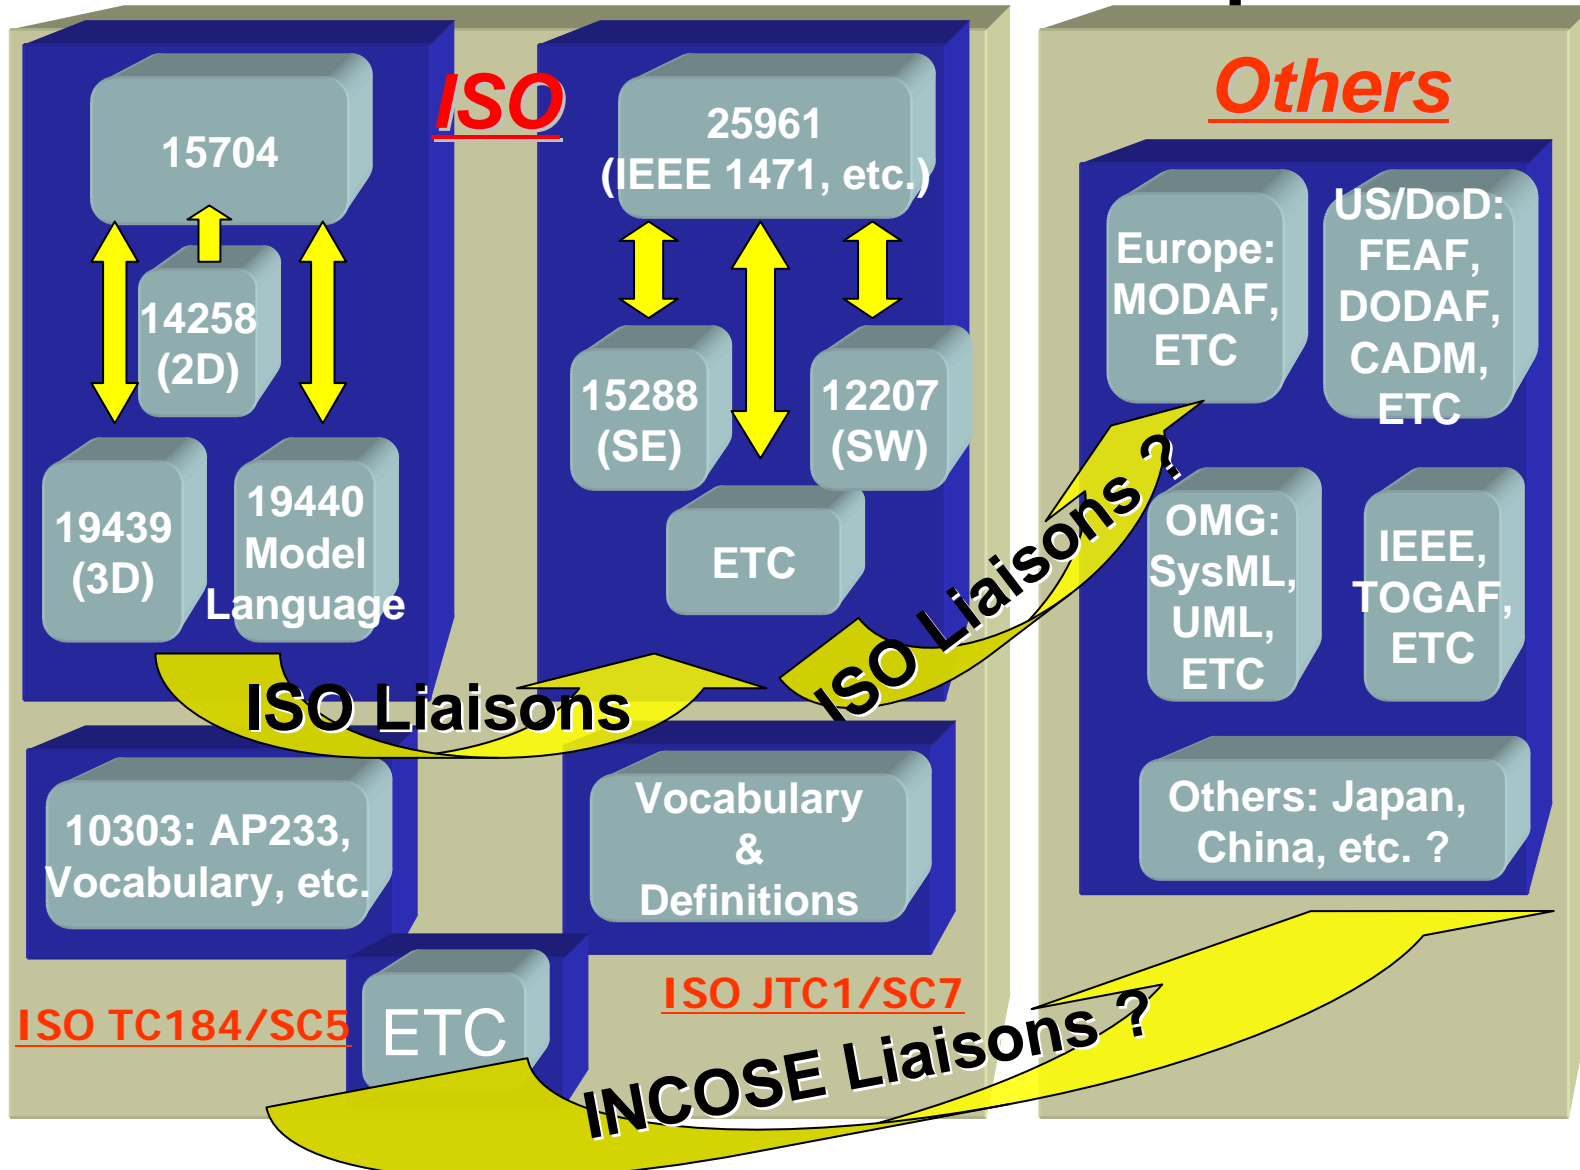 ISO
15704
14258
(2D)
19439
(3D)
19440
Model
Language
25961
(IEEE 1471, etc.)
15288
(SE)
12207
(SW)
ETC
ISO Liaisons
ISO Liaisons ?
10303: AP233,
Vocabulary, etc.
Vocabulary
&
Definitions
ISO TC184/SC5
ETC
ISO JTC1/SC7
INCOSE Liaisons ?
Others
Europe:
MODAF,
ETC
US/DoD:
FEAF,
DODAF,
CADM,
ETC
OMG:
SysML,
UML,
ETC
IEEE,
TOGAF,
ETC
Others: Japan,
China, etc. ?